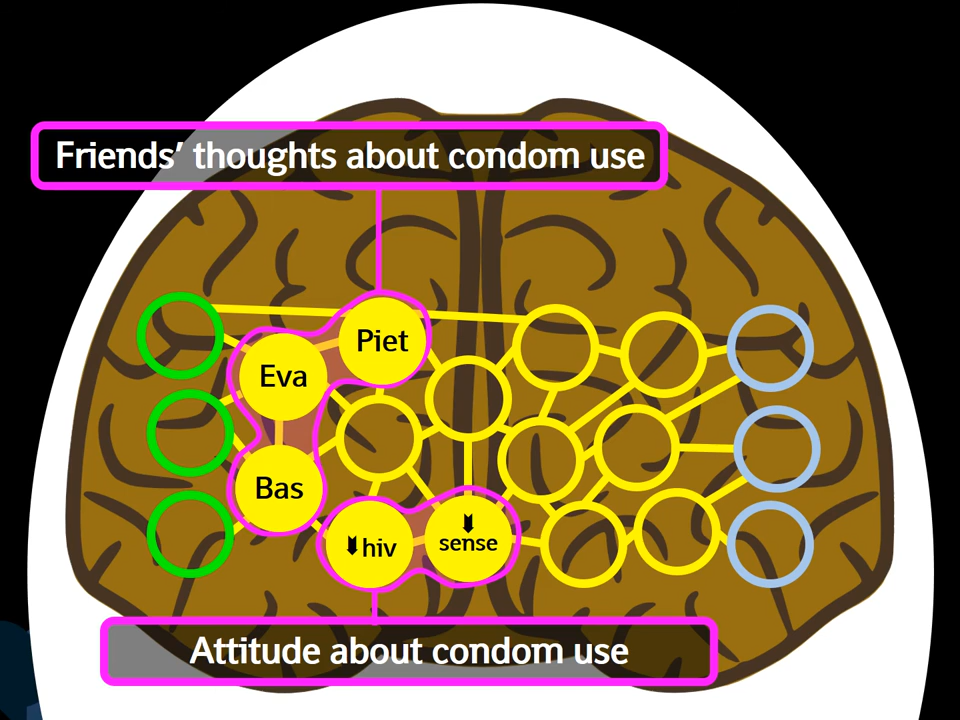 Friends' thoughts about condom use
Piet
Eva
Bas
hiv
sense
Attitude about condom use